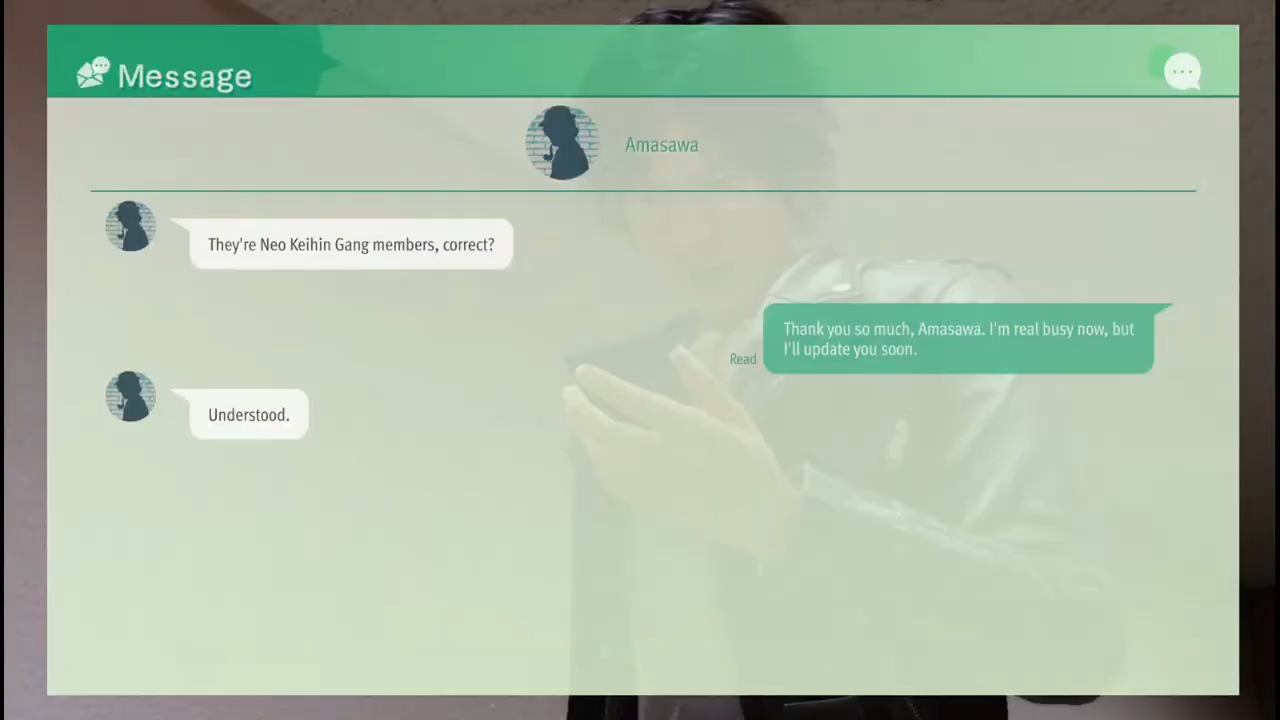 Message
Amasawa
They're Neo Keihin Gang members, correct?
Thank you so much, Amasawa. I'm real busy now, but
I'll update you soon.
Read
Understood.